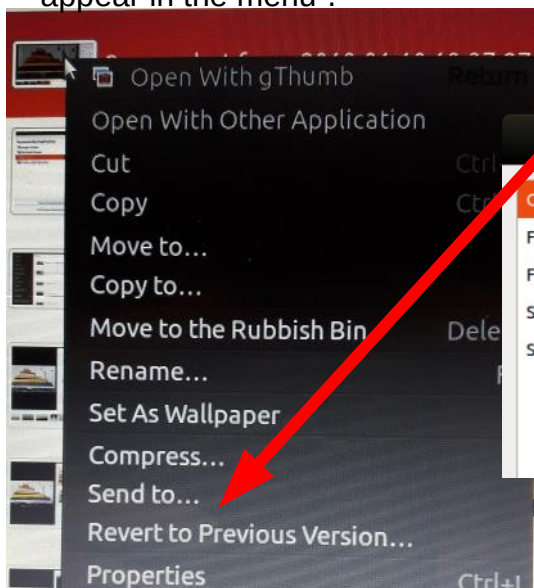 appear in the menu".
Open With gThumb Return
Open With Other Application
Cut Ctrl
Copy Ctrl
Move to...
Copy to...
Move to the Rubbish Bin Dele
Rename... F
Set As Wallpaper
Compress...
Send to...
Revert to Previous Version...
Properties Ctrl+I